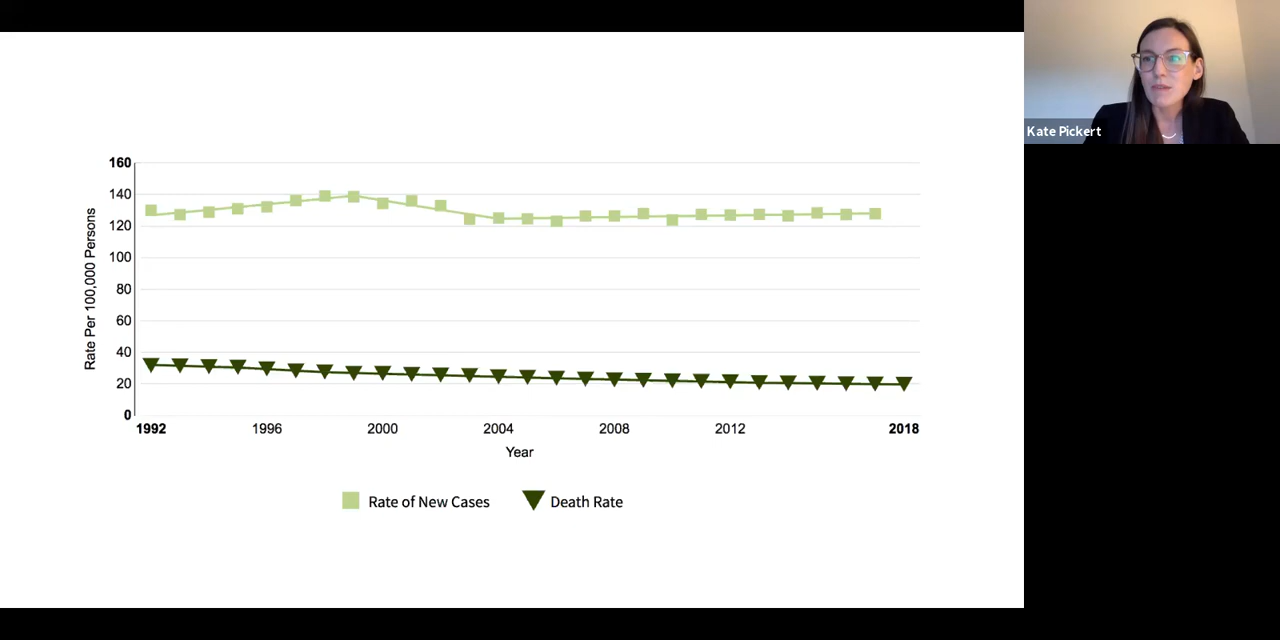 Kate Pickert
160
140
120
100
80
60
40
20
0
Rate Per 100,000 Persons
1992 1996 2000 2004 2008 2012 2018
Year
Rate of New Cases Death Rate